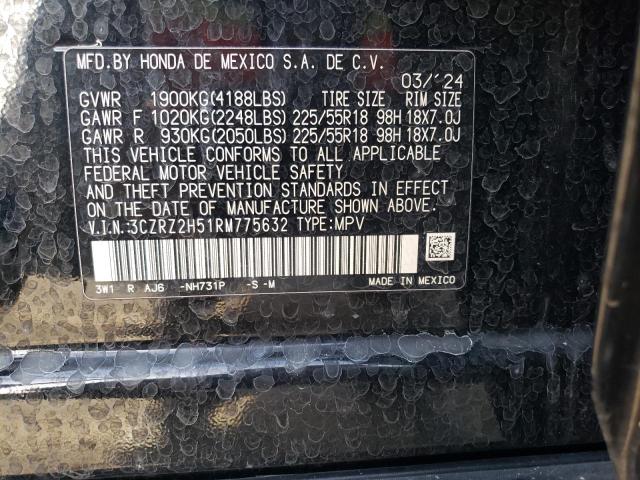 MFD.BY HONDA DE MEXICO S.A. DE C.V.
03/'24
GVWR 1900KG(4188LBS) TIRE SIZE RIM SIZE
GAWR F 1020KG(2248LBS) 225/55R18 98H 18X7.0J
GAWR R 930KG(2050LBS) 225/55R18 98H 18X7.0J
THIS VEHICLE CONFORMS TO ALL APPLICABLE
FEDERAL MOTOR VEHICLE SAFETY
AND THEFT PREVENTION STANDARDS IN EFFECT
ON THE DATE OF MANUFACTURE SHOWN ABOVE.
V.I.N.:3CZRZ2H51RM775632 TYPE:MPV
3W1 R AJ6 -NH731P -S -M MADE IN MEXICO